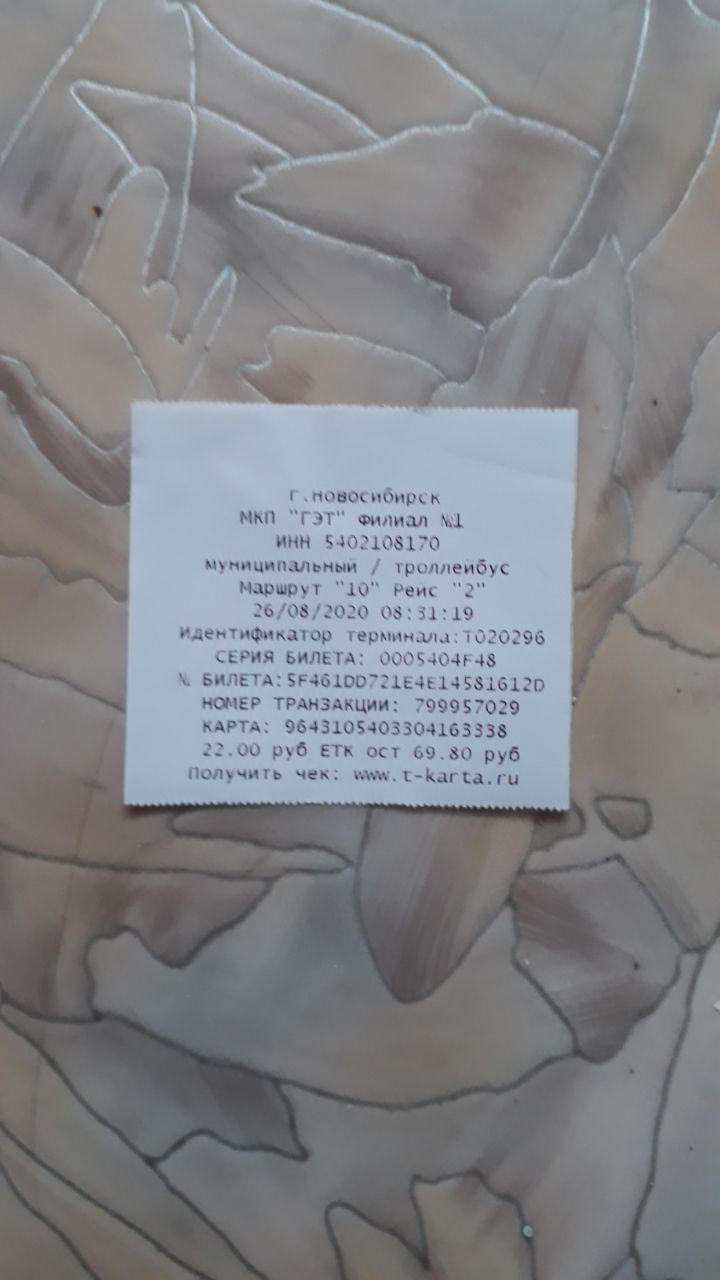 г.Новосибирск
МКП "ГЭТ" Филиал №1
ИНН 5402108170
муниципальный / троллейбус
Маршрут "10" Рейс "2"
26/08/2020 08:31:19
Идентификатор терминала:T020296
СЕРИЯ БИЛЕТА: 0005404F48
№ БИЛЕТА:5F461DD721E4E14581612D
НОМЕР ТРАНЗАКЦИИ: 799957029
КАРТА: 9643105403304163338
22.00 руб ЕТК ост 69.80 руб
Получить чек: www.t-karta.ru